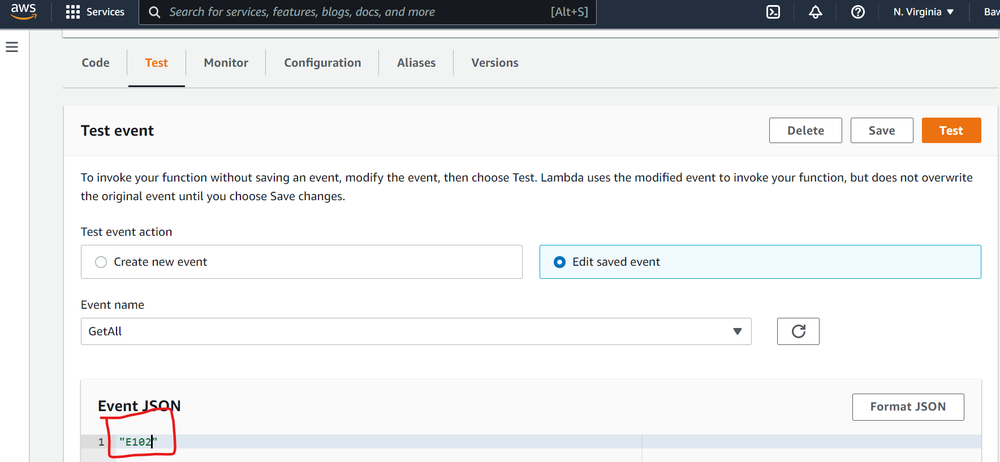 aws Services Search for services, features, blogs, docs, and more [Alt+S] N. Virginia ▼ Bav
Code Test Monitor Configuration Aliases Versions
Test event Delete Save Test
To invoke your function without saving an event, modify the event, then choose Test. Lambda uses the modified event to invoke your function, but does not overwrite
the original event until you choose Save changes.
Test event action
Create new event Edit saved event
Event name
GetAll
Event JSON Format JSON
1 "E102"